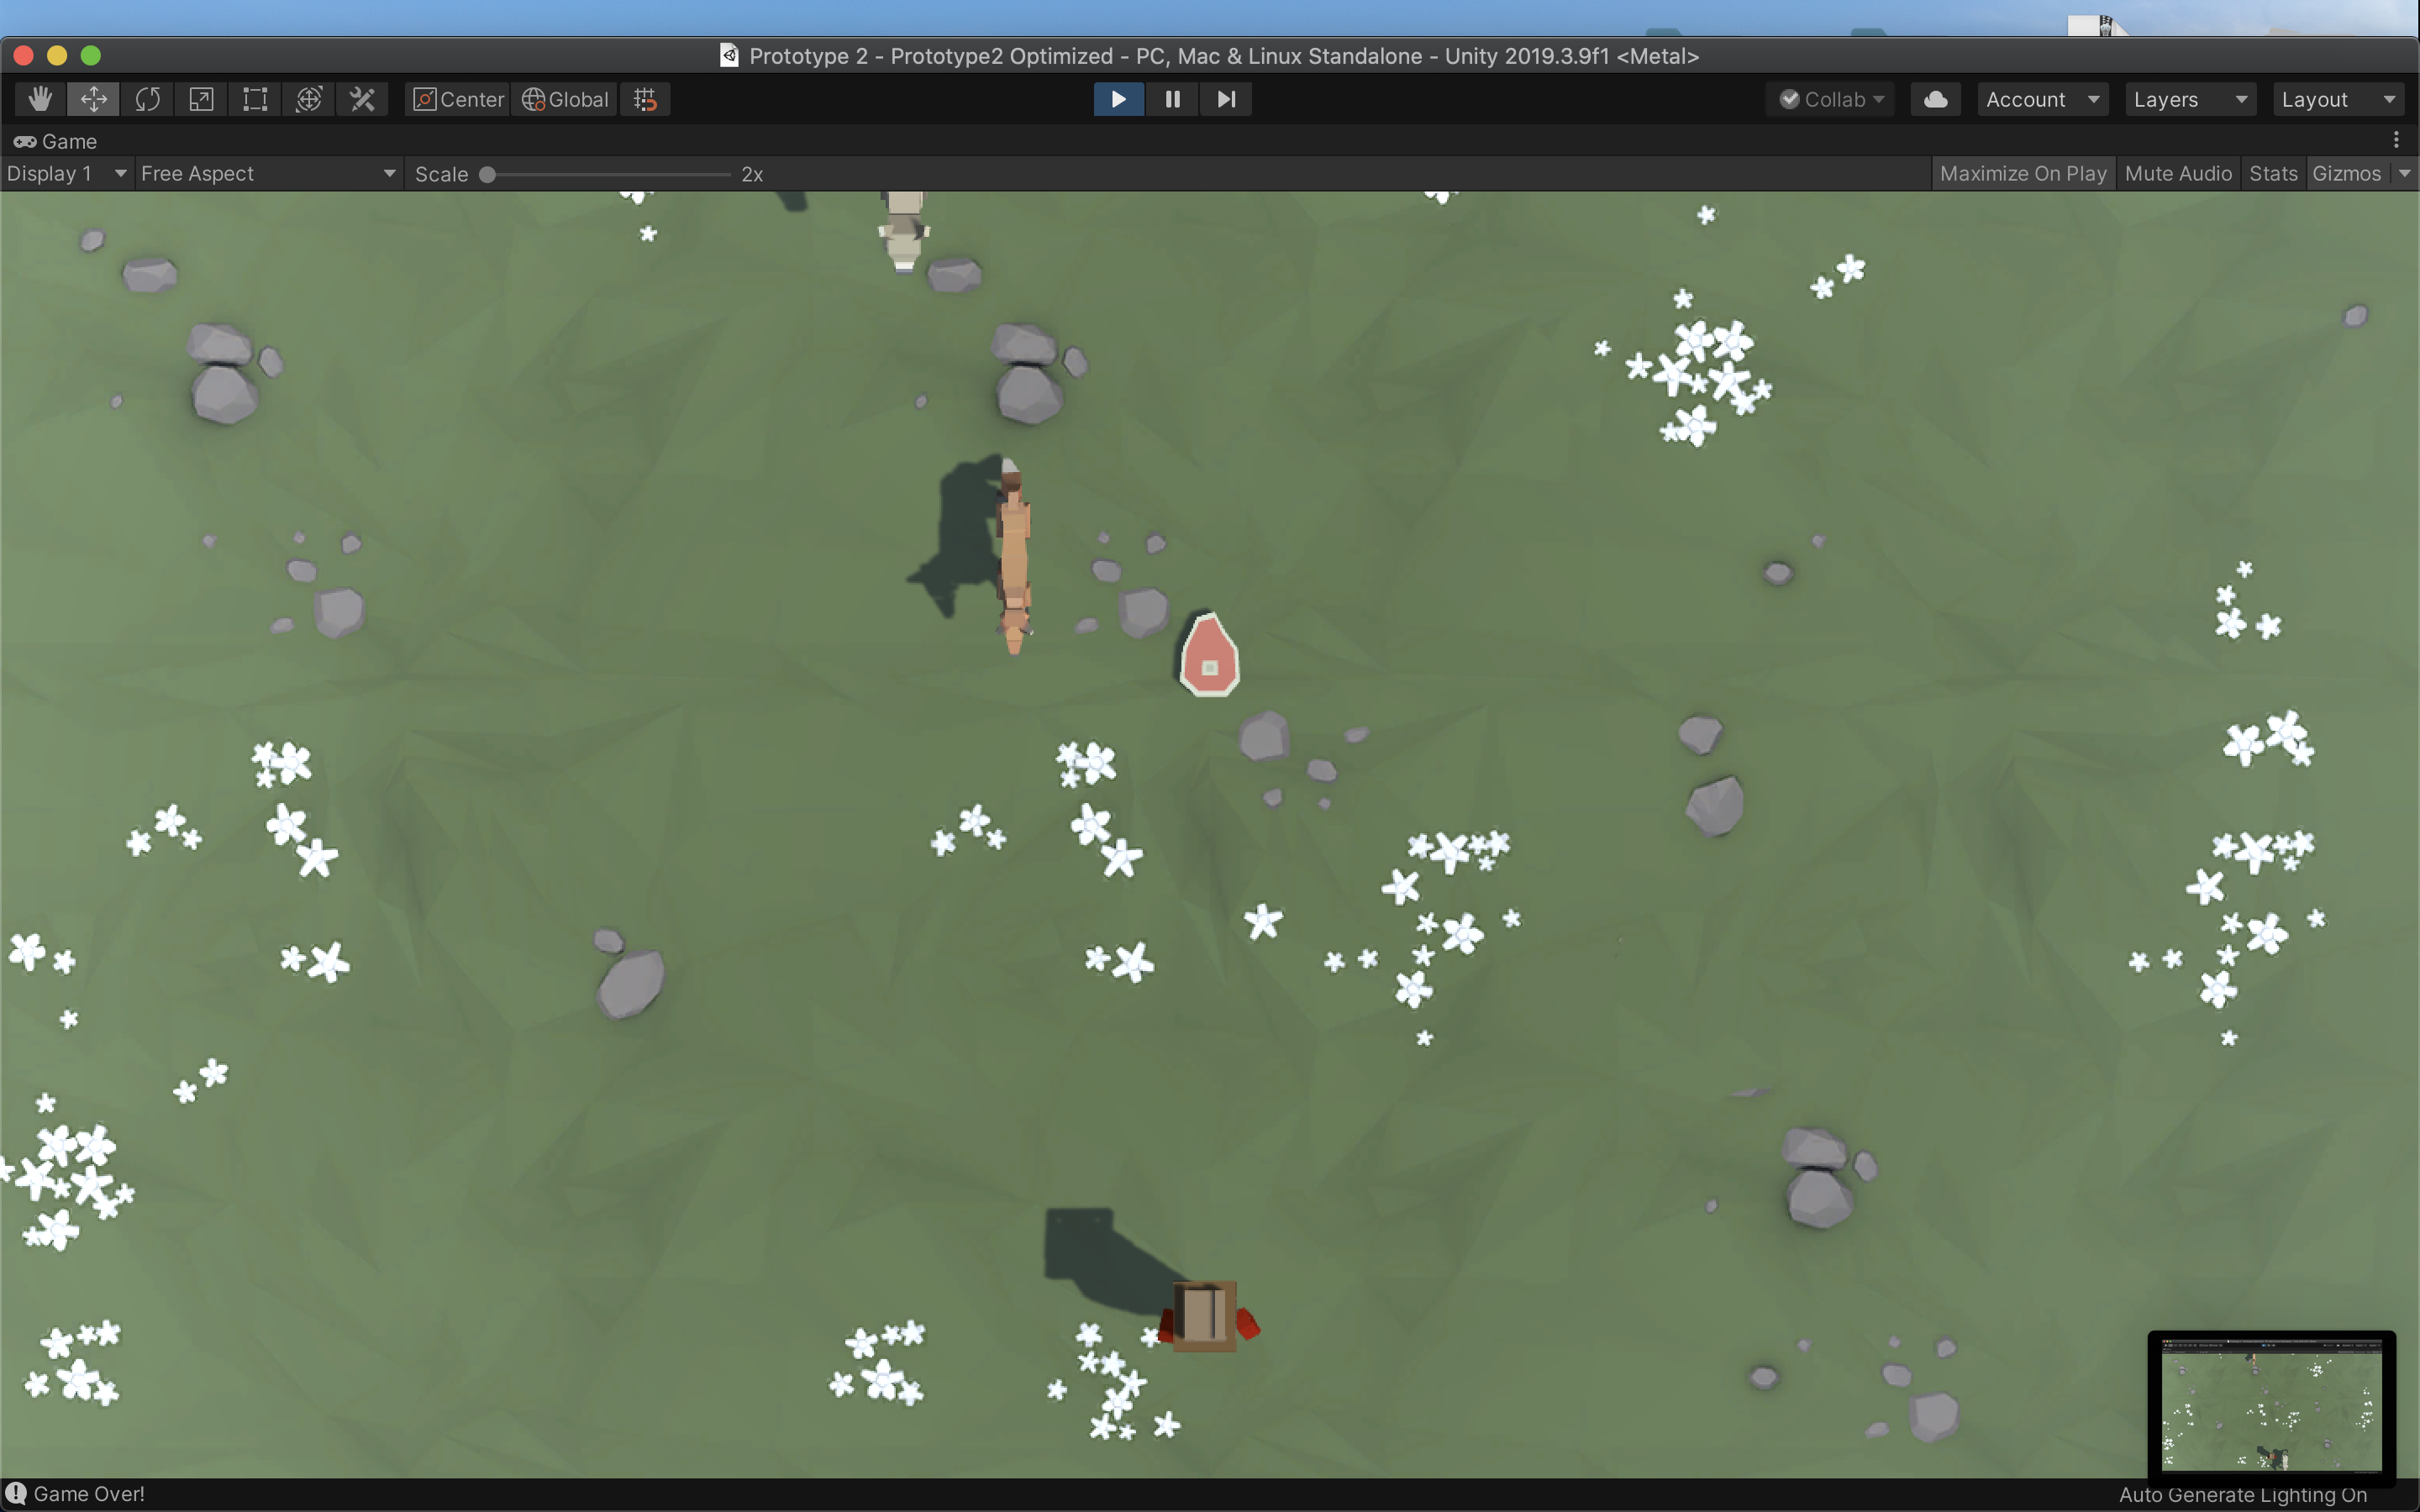 Prototype 2 - Prototype2 Optimized - PC, Mac & Linux Standalone - Unity 2019.3.9f1 <Metal>
Center Global Collab Account Layers Layout
Game
Display 1 Free Aspect Scale 2x Maximize On Play Mute Audio Stats Gizmos
Game Over! Auto Generate Lighting On